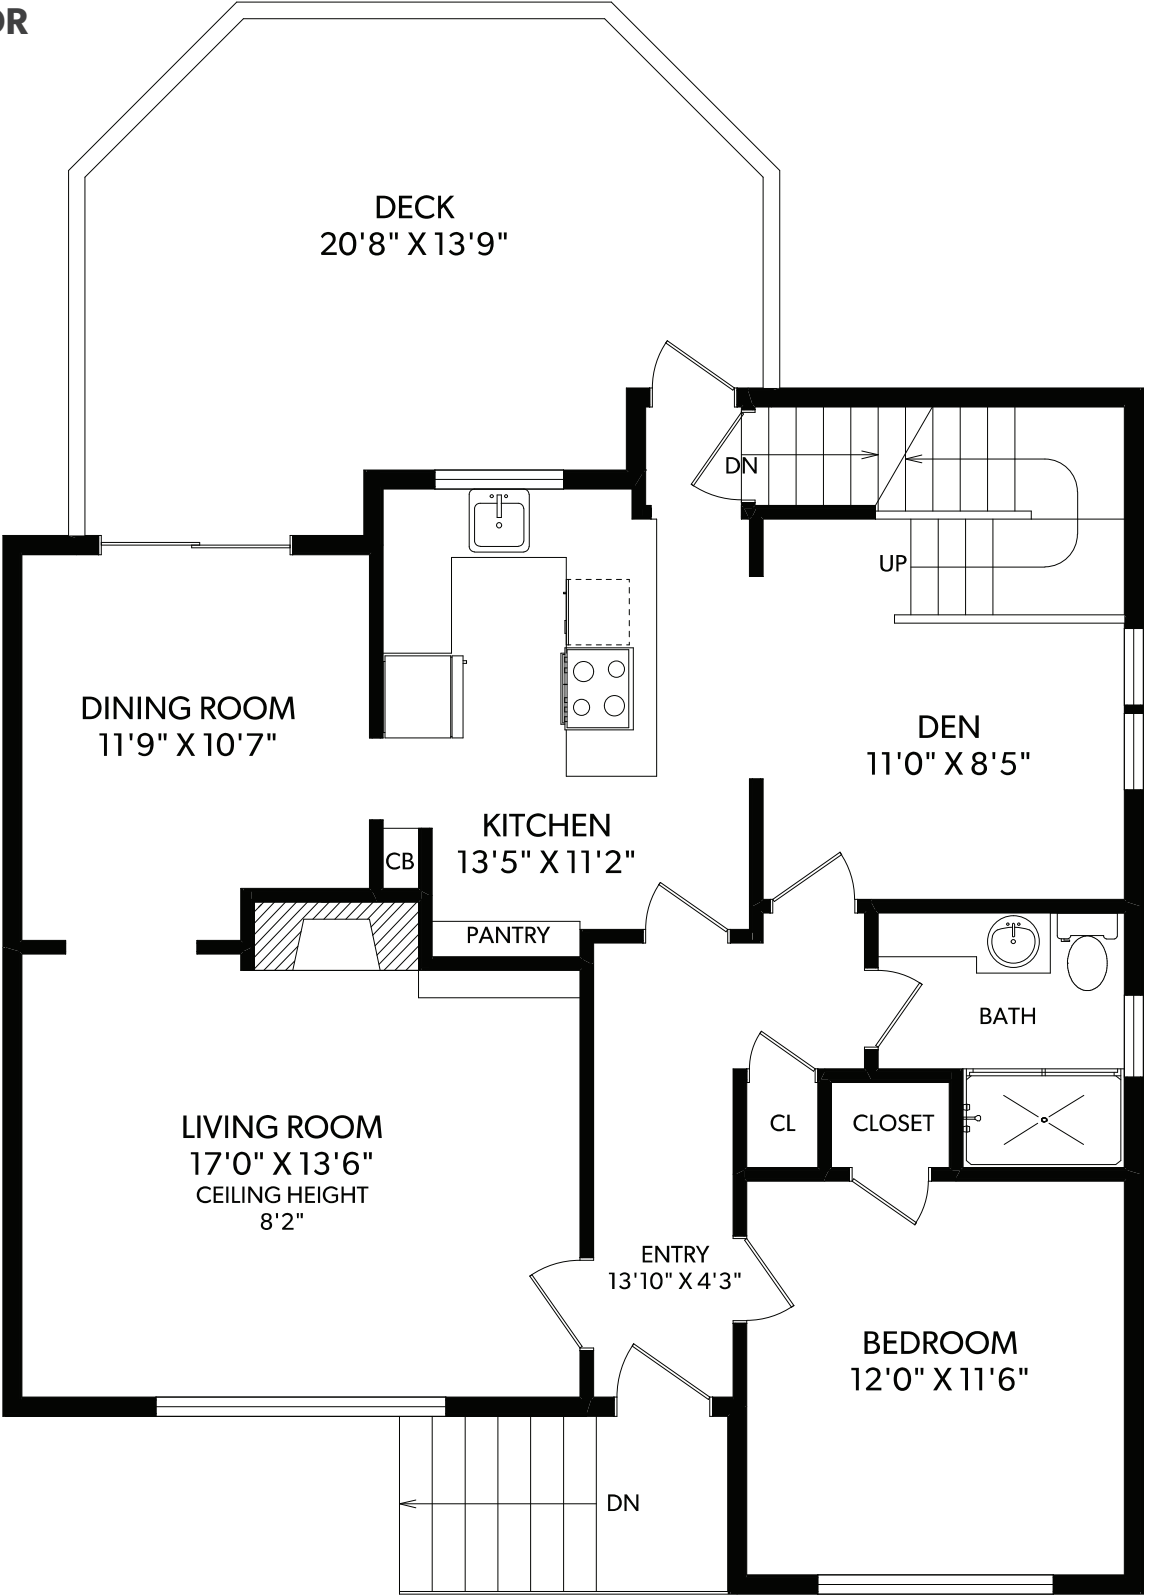 DECK
20'8" X 13'9"
DN
UP
DINING ROOM
11'9" X 10'7"
DEN
11'0" X 8'5"
KITCHEN
13'5" X 11'2"
CB
PANTRY
BATH
LIVING ROOM
17'0" X 13'6"
CEILING HEIGHT
8'2"
CL
CLOSET
ENTRY
13'10" X 4'3"
BEDROOM
12'0" X 11'6"
DN